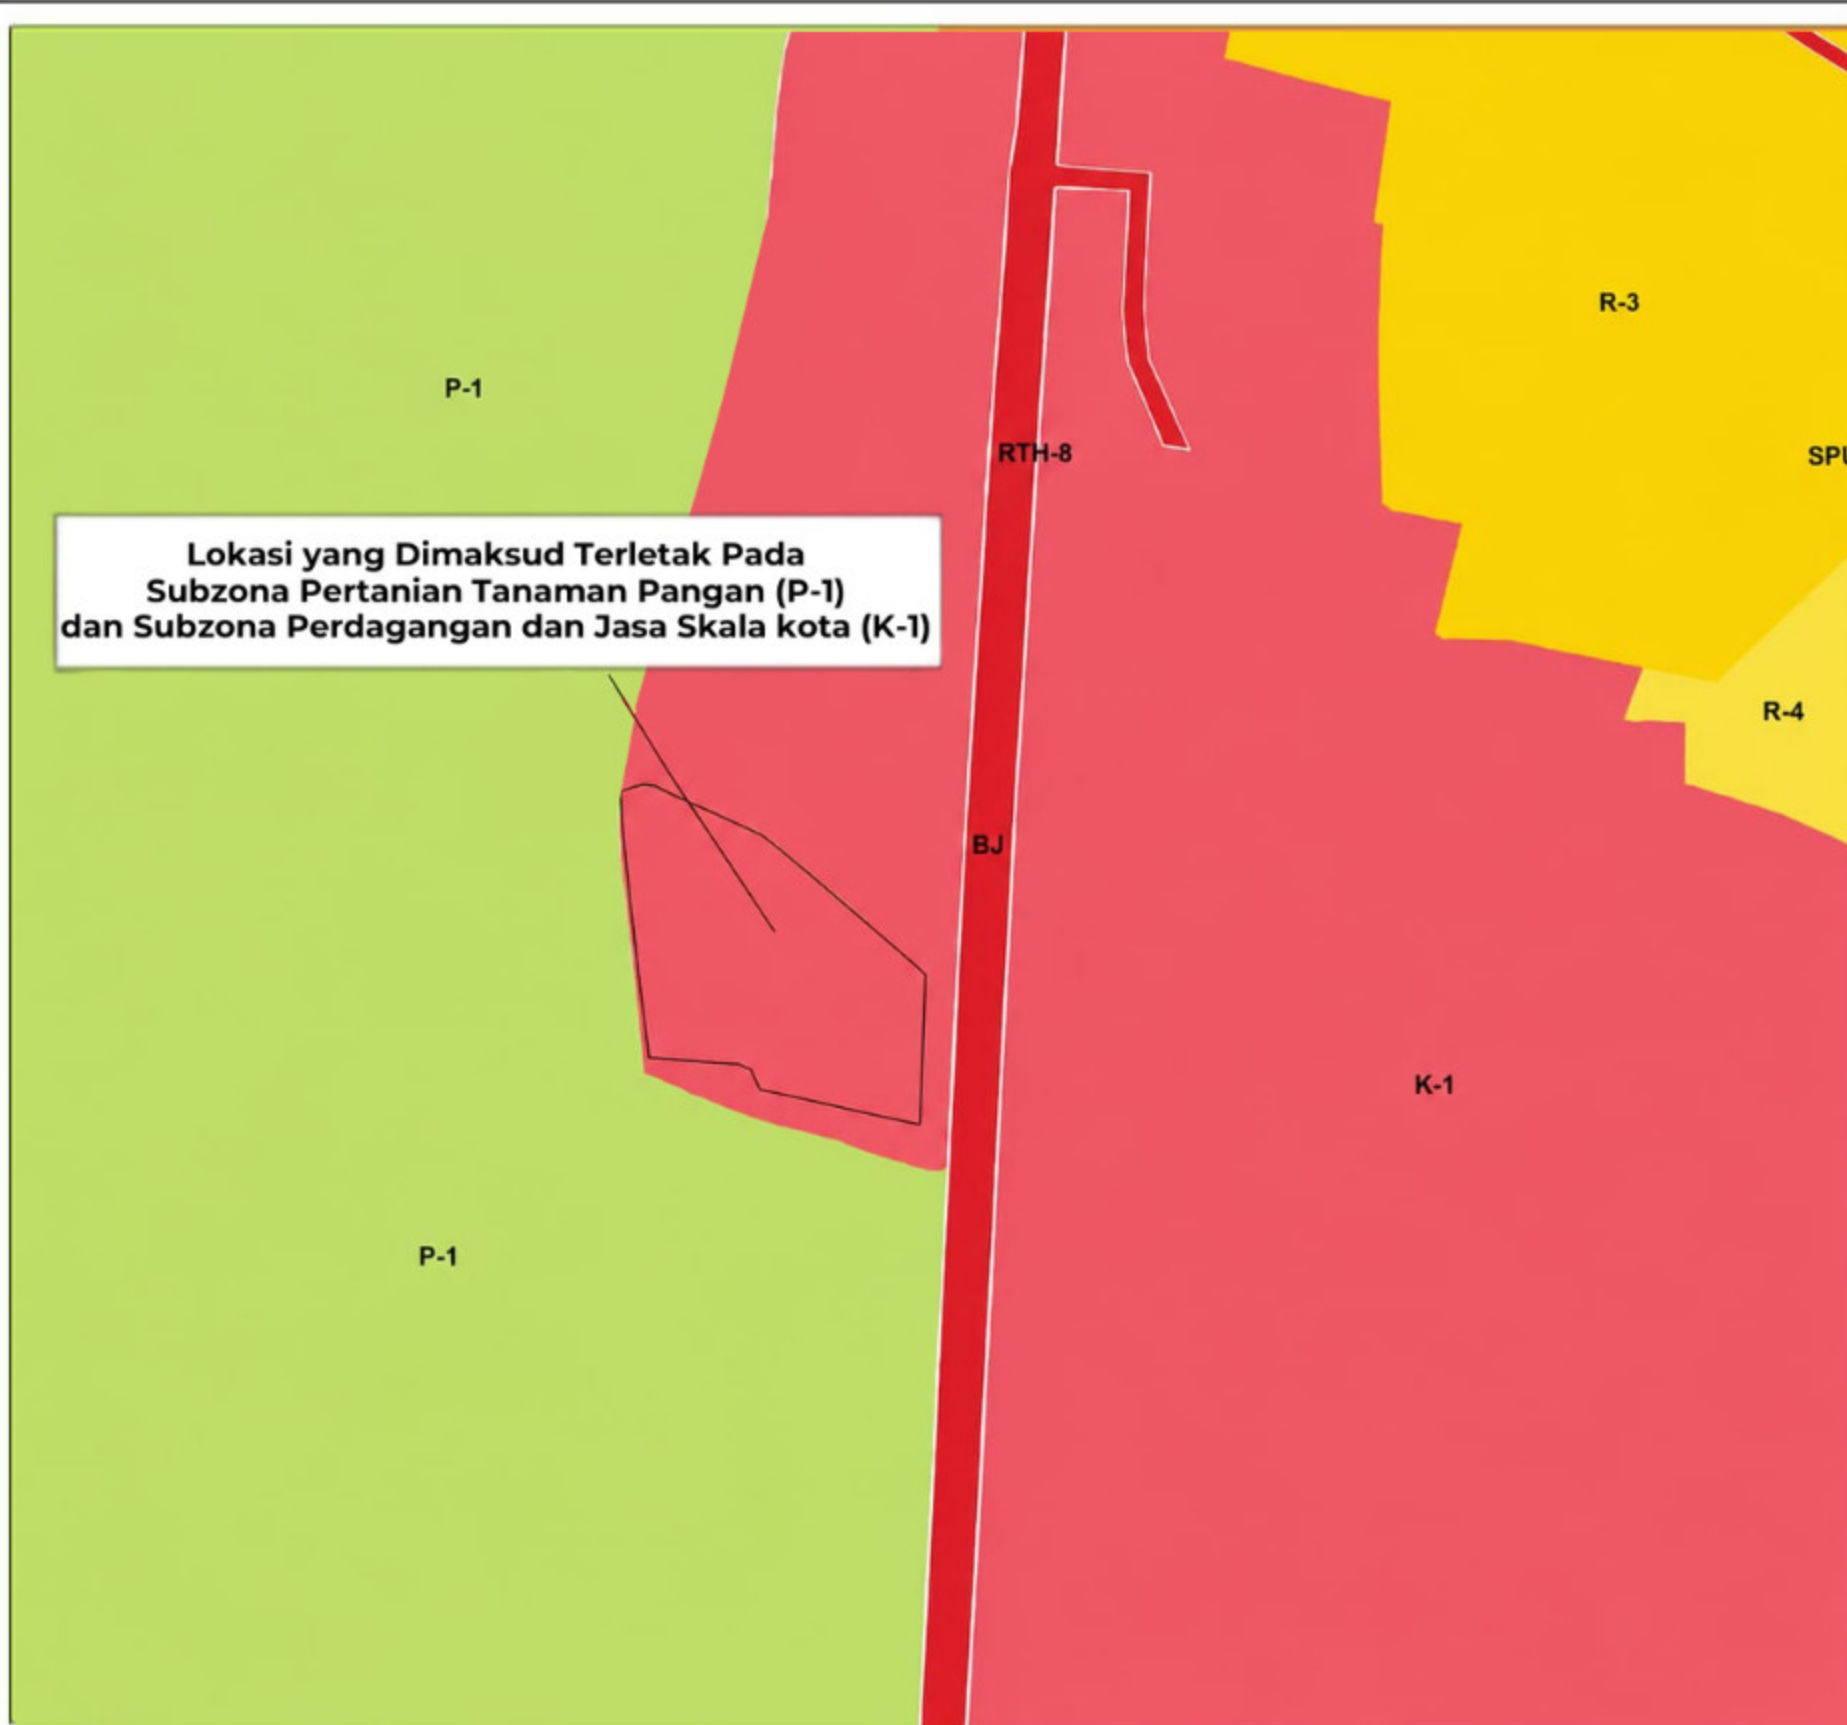 R-3
P-1
RTH-8
SPU
Lokasi yang Dimaksud Terletak Pada
Subzona Pertanian Tanaman Pangan (P-1)
dan Subzona Perdagangan dan Jasa Skala kota (K-1)
R-4
BJ
K-1
P-1